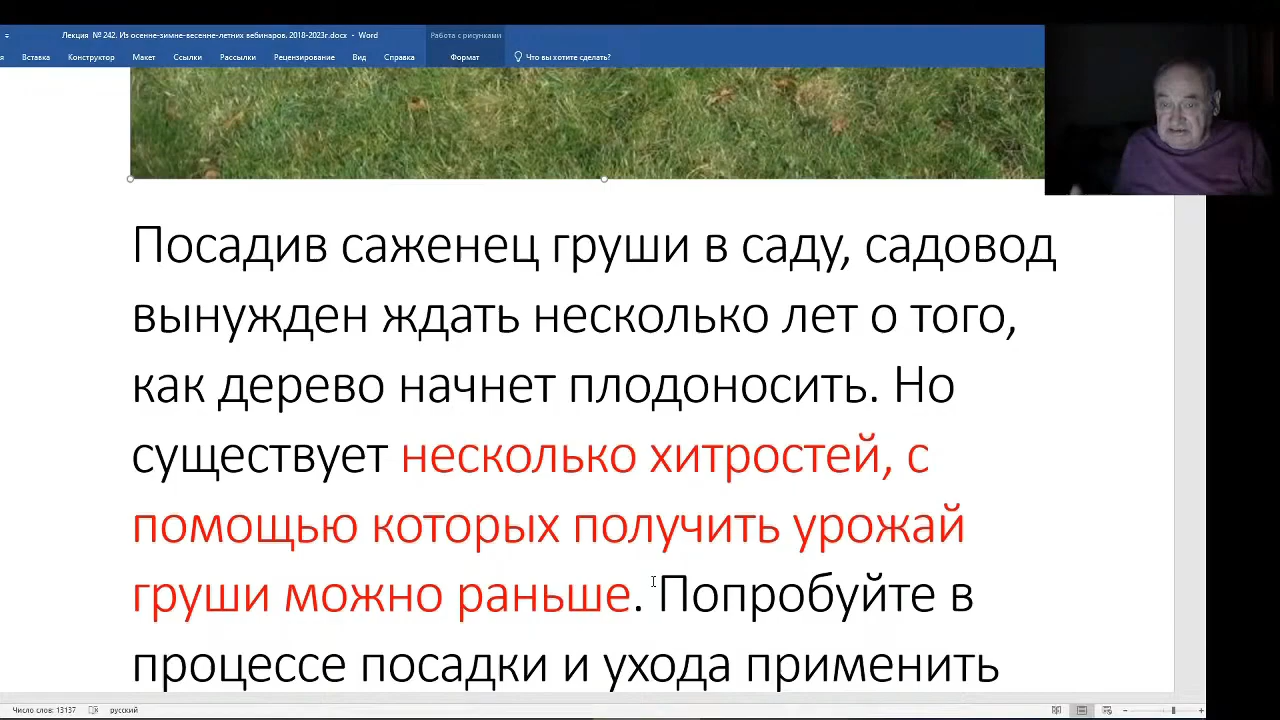 Лекция № 242. Из осенне-зимне-весенне-летних вебинаров. 2018-2023г.docx - Word
Работа с рисунками
я Вставка Конструктор Макет Ссылки Рассылки Рецензирование Вид Справка Формат Что вы хотите сделать?
Посадив саженец груши в саду, садовод
вынужден ждать несколько лет о того,
как дерево начнет плодоносить. Но
существует несколько хитростей, с
помощью которых получить урожай
груши можно раньше. Попробуйте в
процессе посадки и ухода применить
Число слов: 13137 русский